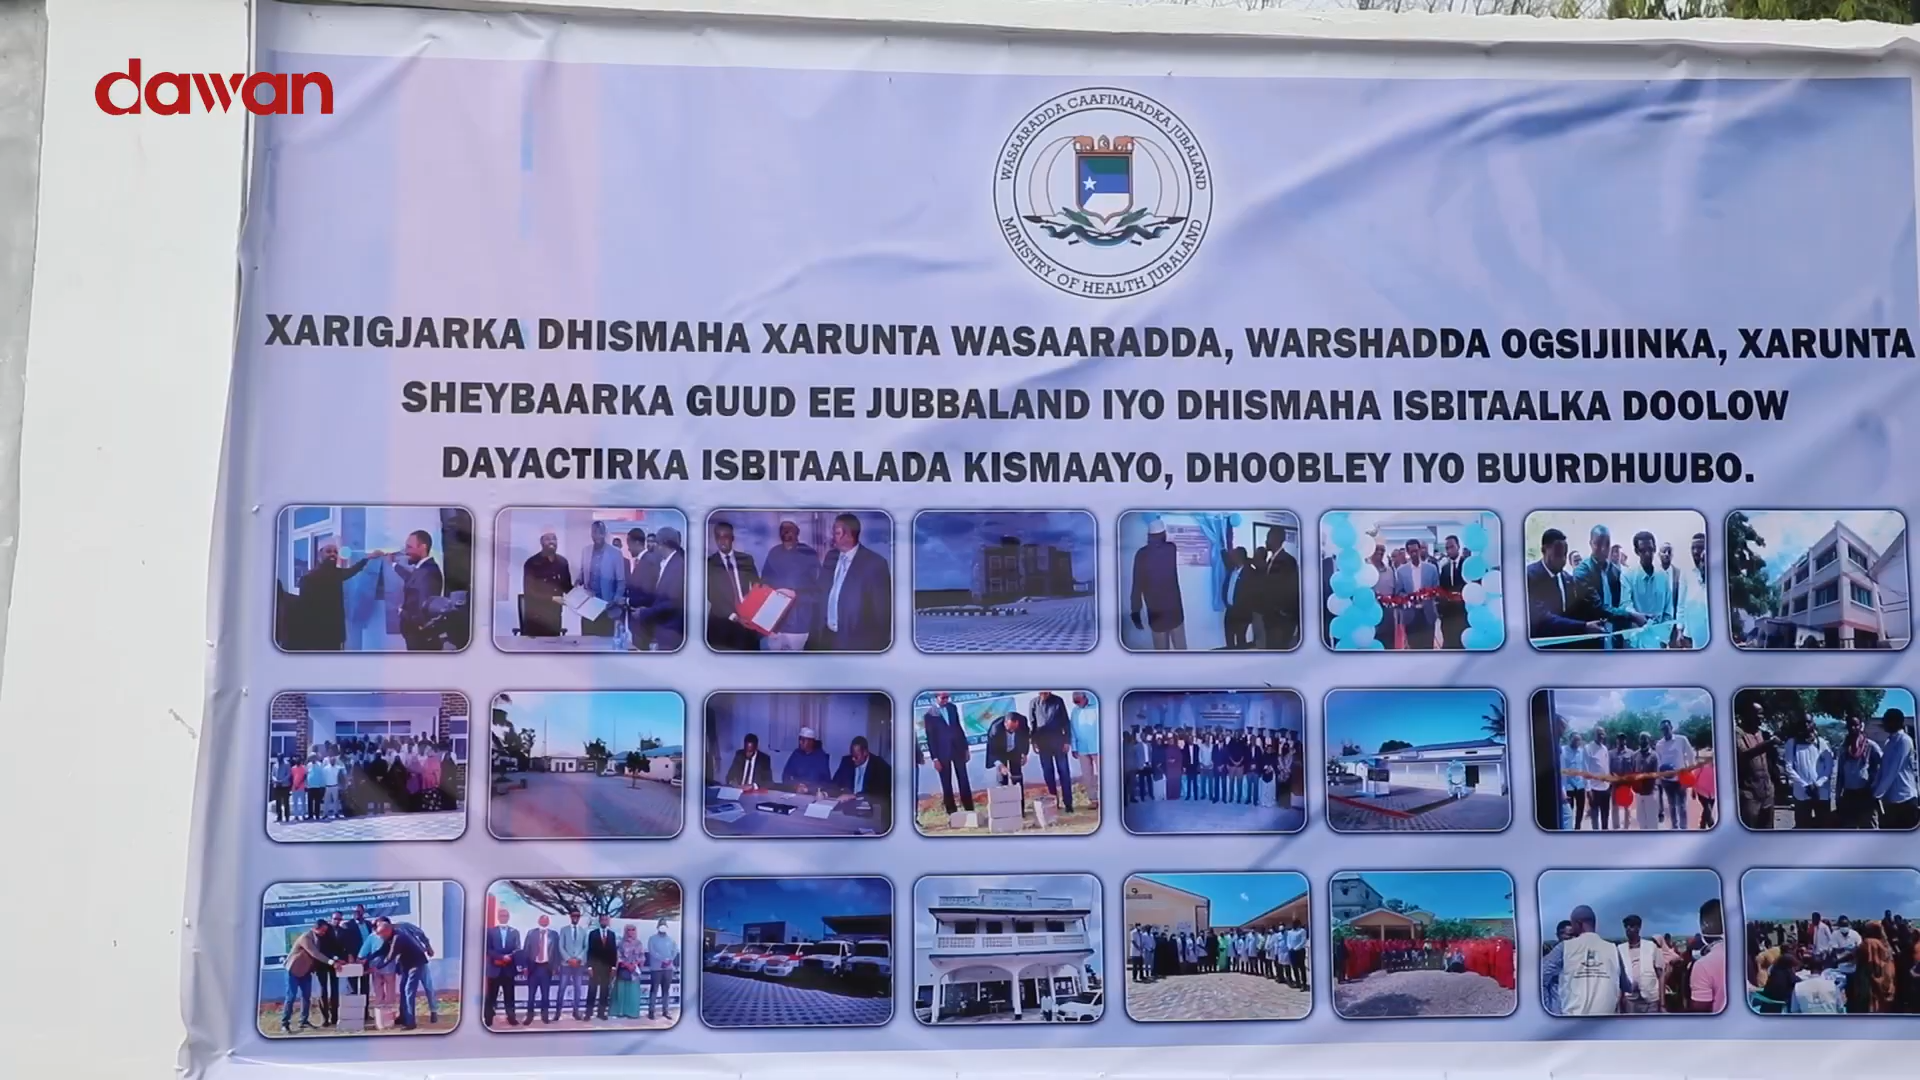 dawan
WASAARADDA CAAFIMAADKA JUBALAND
MINISTRY OF HEALTH JUBALAND
XARIGJARKA DHISMAHA XARUNTA WASAARADDA, WARSHADDA OGSIJIINKA, XARUNTA
SHEYBAARKA GUUD EE JUBBALAND IYO DHISMAHA ISBITAALKA DOOLOW
DAYACTIRKA ISBITAALADA KISMAAYO, DHOOBLEY IYO BUURDHUUBO.
JUBBALAND